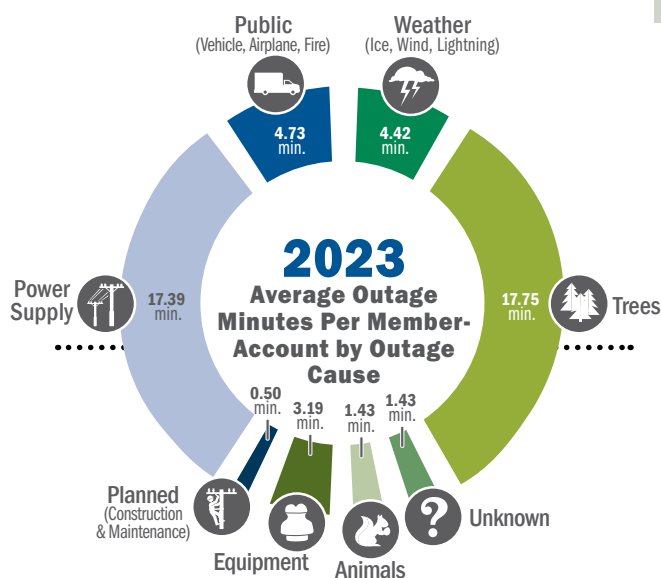 Public
(Vehicle, Airplane, Fire)
Weather
(Ice, Wind, Lightning)
4.73
min.
4.42
min.
Power
Supply
17.39
min.
2023
Average Outage
Minutes Per Member-
Account by Outage
Cause
17.75
min.
Trees
0.50
min.
3.19
min.
1.43
min.
1.43
min.
Planned
(Construction
& Maintenance)
Equipment
Animals
?
Unknown